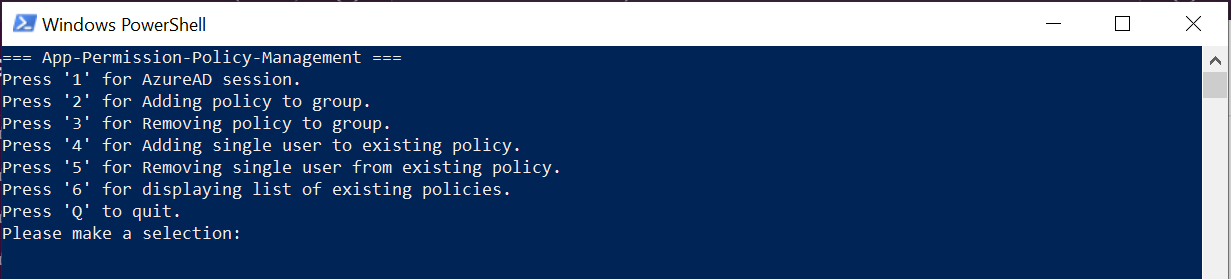 Windows PowerShell
=== App-Permission-Policy-Management ===
Press '1' for AzureAD session.
Press '2' for Adding policy to group.
Press '3' for Removing policy to group.
Press '4' for Adding single user to existing policy.
Press '5' for Removing single user from existing policy.
Press '6' for displaying list of existing policies.
Press 'Q' to quit.
Please make a selection: